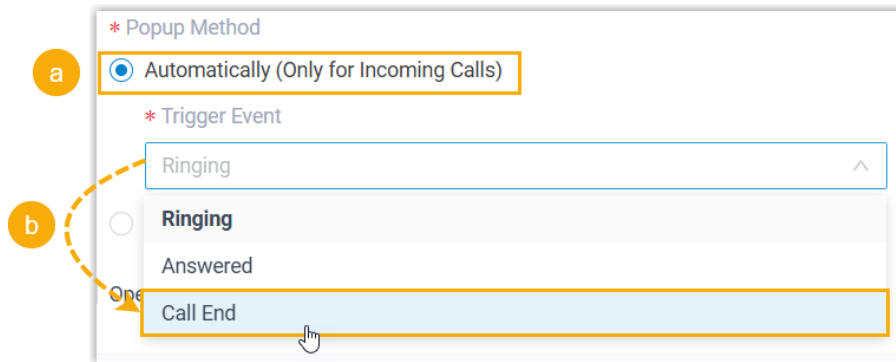 * Popup Method
a
Automatically (Only for Incoming Calls)
* Trigger Event
Ringing
b
Ringing
Answered
Call End